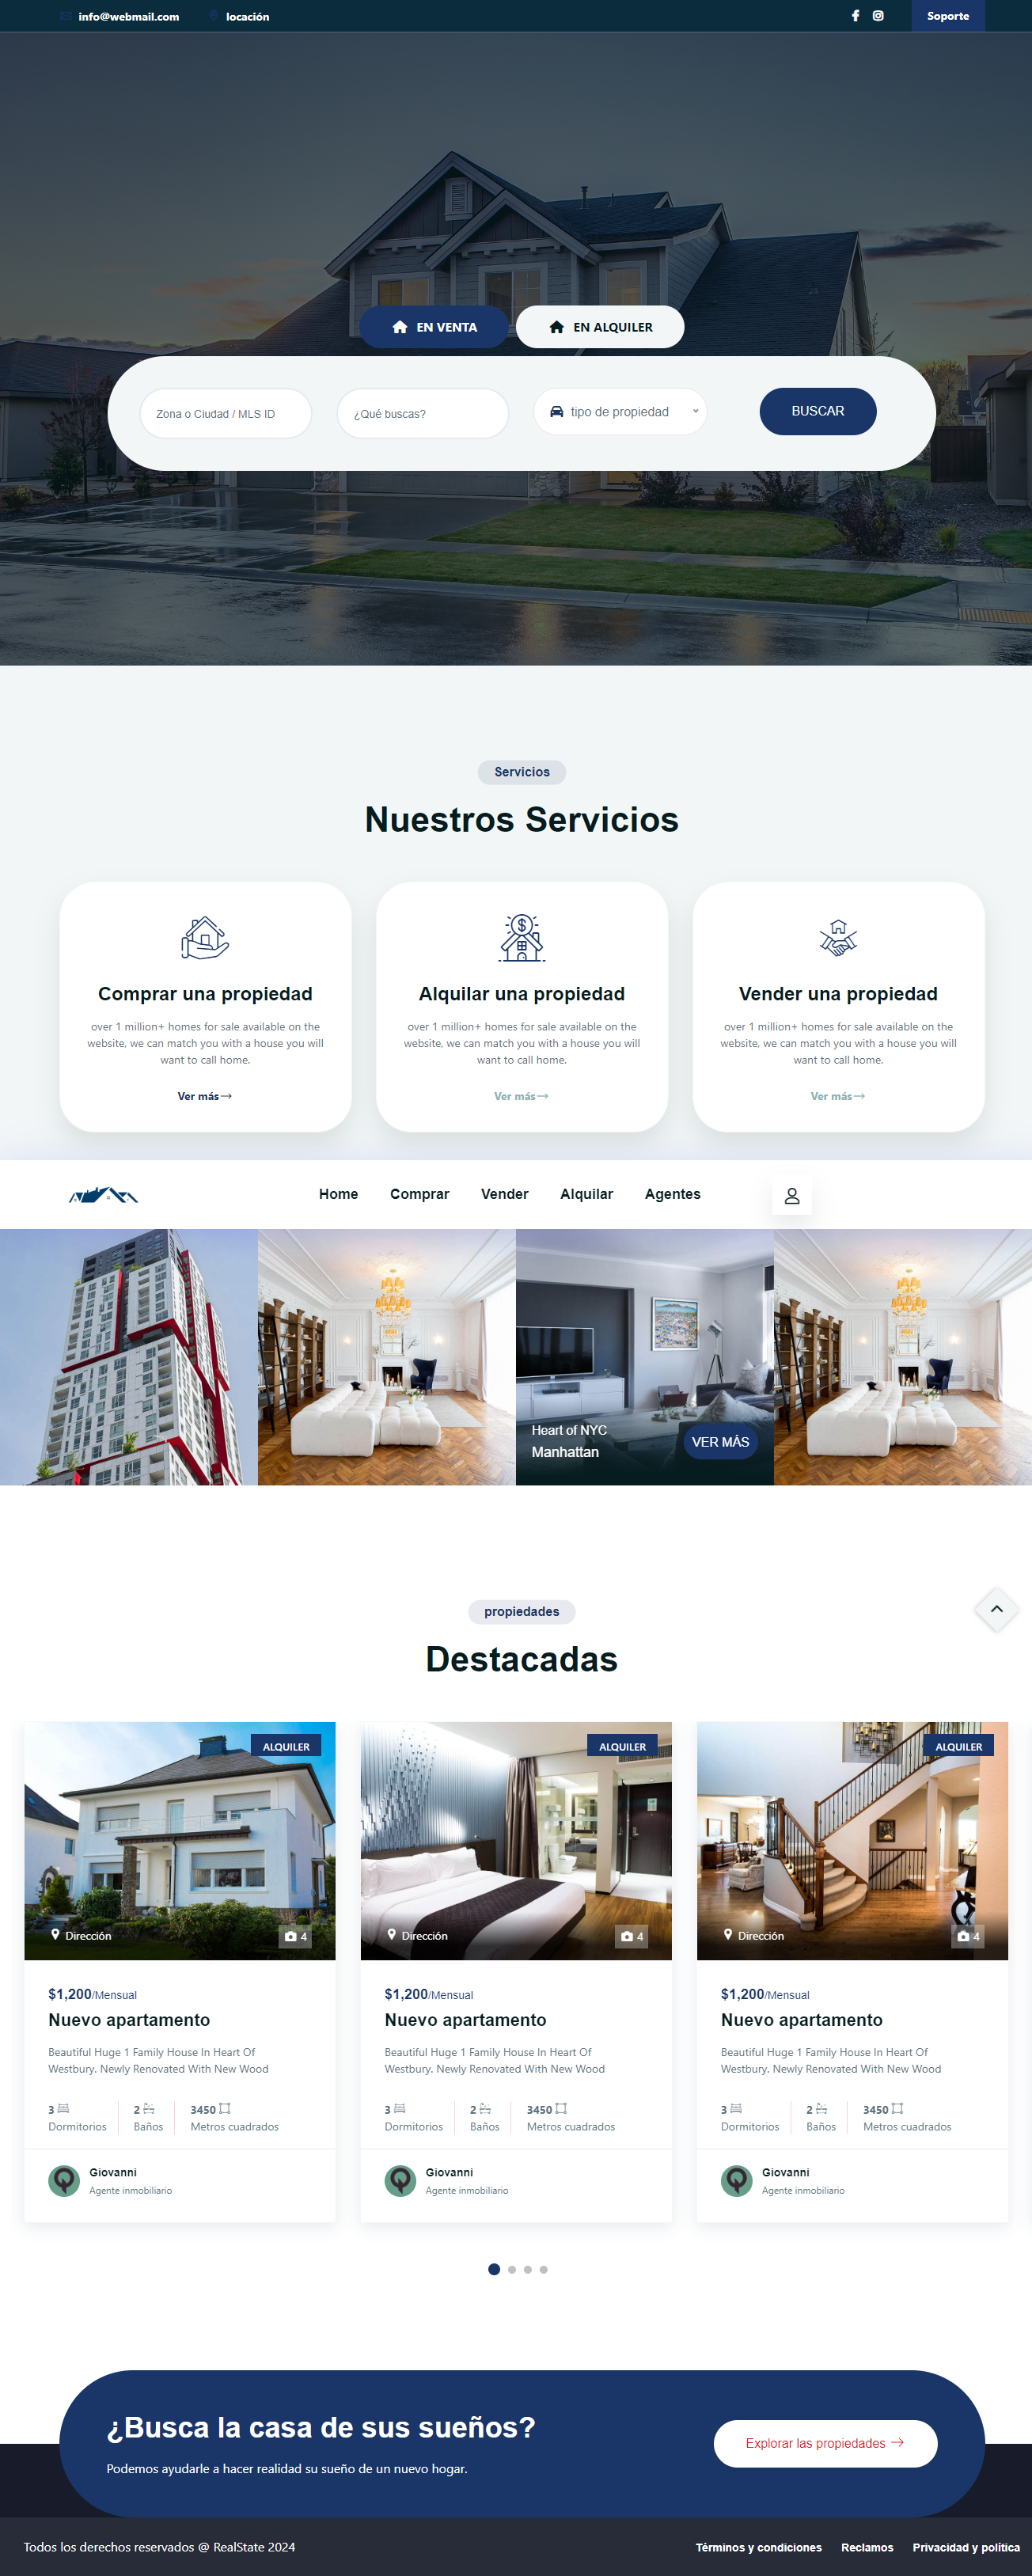 info@webmail.com locación Soporte
EN VENTA EN ALQUILER
Zona o Ciudad / MLS ID ¿Qué buscas? tipo de propiedad BUSCAR
Servicios
Nuestros Servicios
Comprar una propiedad
over 1 million+ homes for sale available on the
website, we can match you with a house you will
want to call home.
Ver más
Alquilar una propiedad
over 1 million+ homes for sale available on the
website, we can match you with a house you will
want to call home.
Ver más
Vender una propiedad
over 1 million+ homes for sale available on the
website, we can match you with a house you will
want to call home.
Ver más
Home Comprar Vender Alquilar Agentes
Heart of NYC
Manhattan
VER MÁS
propiedades
Destacadas
ALQUILER
Dirección 4
$1,200/Mensual
Nuevo apartamento
Beautiful Huge 1 Family House In Heart Of
Westbury. Newly Renovated With New Wood
3 2 3450
Dormitorios Baños Metros cuadrados
Giovanni
Agente inmobiliario
ALQUILER
Dirección 4
$1,200/Mensual
Nuevo apartamento
Beautiful Huge 1 Family House In Heart Of
Westbury. Newly Renovated With New Wood
3 2 3450
Dormitorios Baños Metros cuadrados
Giovanni
Agente inmobiliario
ALQUILER
Dirección 4
$1,200/Mensual
Nuevo apartamento
Beautiful Huge 1 Family House In Heart Of
Westbury. Newly Renovated With New Wood
3 2 3450
Dormitorios Baños Metros cuadrados
Giovanni
Agente inmobiliario
¿Busca la casa de sus sueños?
Podemos ayudarle a hacer realidad su sueño de un nuevo hogar.
Explorar las propiedades
Todos los derechos reservados @ RealState 2024 Términos y condiciones Reclamos Privacidad y política